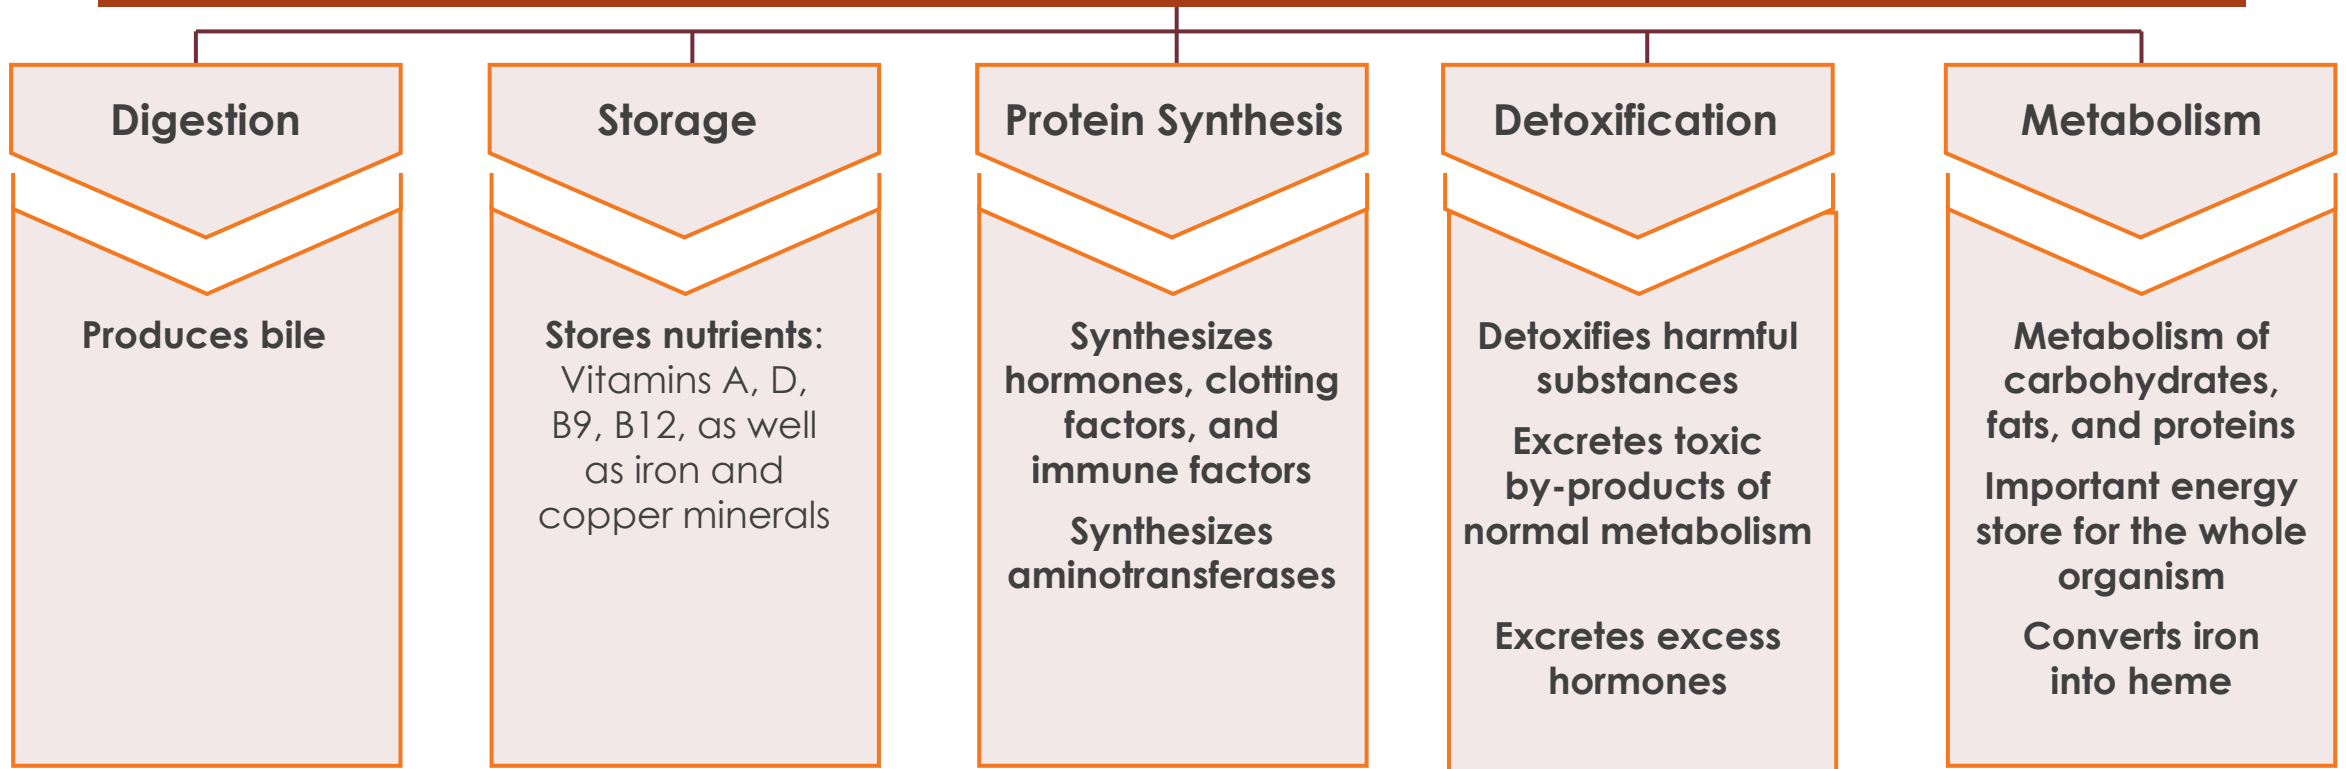 Digestion
Produces bile
Storage
Stores nutrients:
Vitamins A, D,
B9, B12, as well
as iron and
copper minerals
Protein Synthesis
Synthesizes
hormones, clotting
factors, and
immune factors
Synthesizes
aminotransferases
Detoxification
Detoxifies harmful
substances
Excretes toxic
by-products of
normal metabolism
Excretes excess
hormones
Metabolism
Metabolism of
carbohydrates,
fats, and proteins
Important energy
store for the whole
organism
Converts iron
into heme